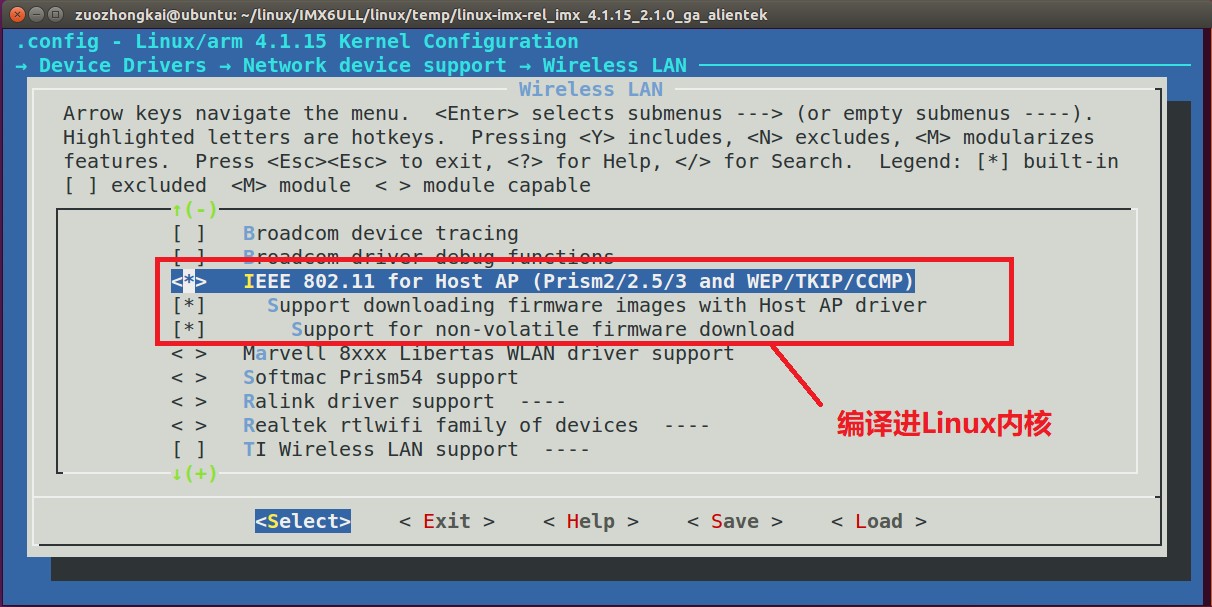 zuozhongkai@ubuntu: ~/linux/IMX6ULL/linux/temp/linux-imx-rel_imx_4.1.15_2.1.0_ga_alientek
.config - Linux/arm 4.1.15 Kernel Configuration
→ Device Drivers → Network device support → Wireless LAN
Wireless LAN
Arrow keys navigate the menu.  <Enter> selects submenus ---> (or empty submenus ----).
Highlighted letters are hotkeys.  Pressing <Y> includes, <N> excludes, <M> modularizes
features.  Press <Esc><Esc> to exit, <?> for Help, </> for Search.  Legend: [*] built-in
[ ] excluded  <M> module  < > module capable
↑(-)
[ ]   Broadcom device tracing
[ ]   Broadcom driver debug functions
<*>   IEEE 802.11 for Host AP (Prism2/2.5/3 and WEP/TKIP/CCMP)
[*]     Support downloading firmware images with Host AP driver
[*]       Support for non-volatile firmware download
< >   Marvell 8xxx Libertas WLAN driver support
< >   Softmac Prism54 support
< >   Ralink driver support  ----
< >   Realtek rtlwifi family of devices  ----
[ ]   TI Wireless LAN support  ----
↓(+)
编译进Linux内核
<Select>    < Exit >    < Help >    < Save >    < Load >